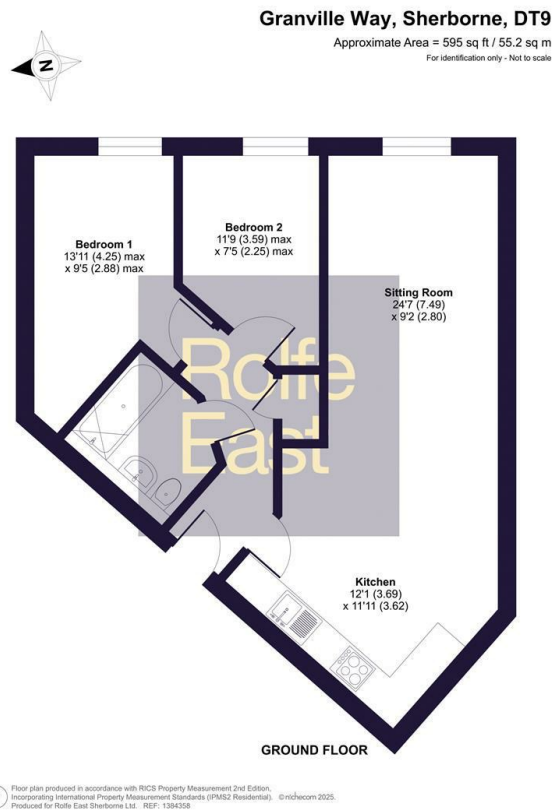 Granville Way, Sherborne, DT9
Approximate Area = 595 sq ft / 55.2 sq m
For identification only - Not to scale
N
Bedroom 1
13'11 (4.25) max
x 9'5 (2.88) max
Bedroom 2
11'9 (3.59) max
x 7'5 (2.25) max
Sitting Room
24'7 (7.49)
x 9'2 (2.80)
Rolfe
East
Kitchen
12'1 (3.69)
x 11'11 (3.62)
GROUND FLOOR
Floor plan produced in accordance with RICS Property Measurement 2nd Edition,
Incorporating International Property Measurement Standards (IPMS2 Residential). © nichecom 2025.
Produced for Rolfe East Sherborne Ltd. REF: 1384358